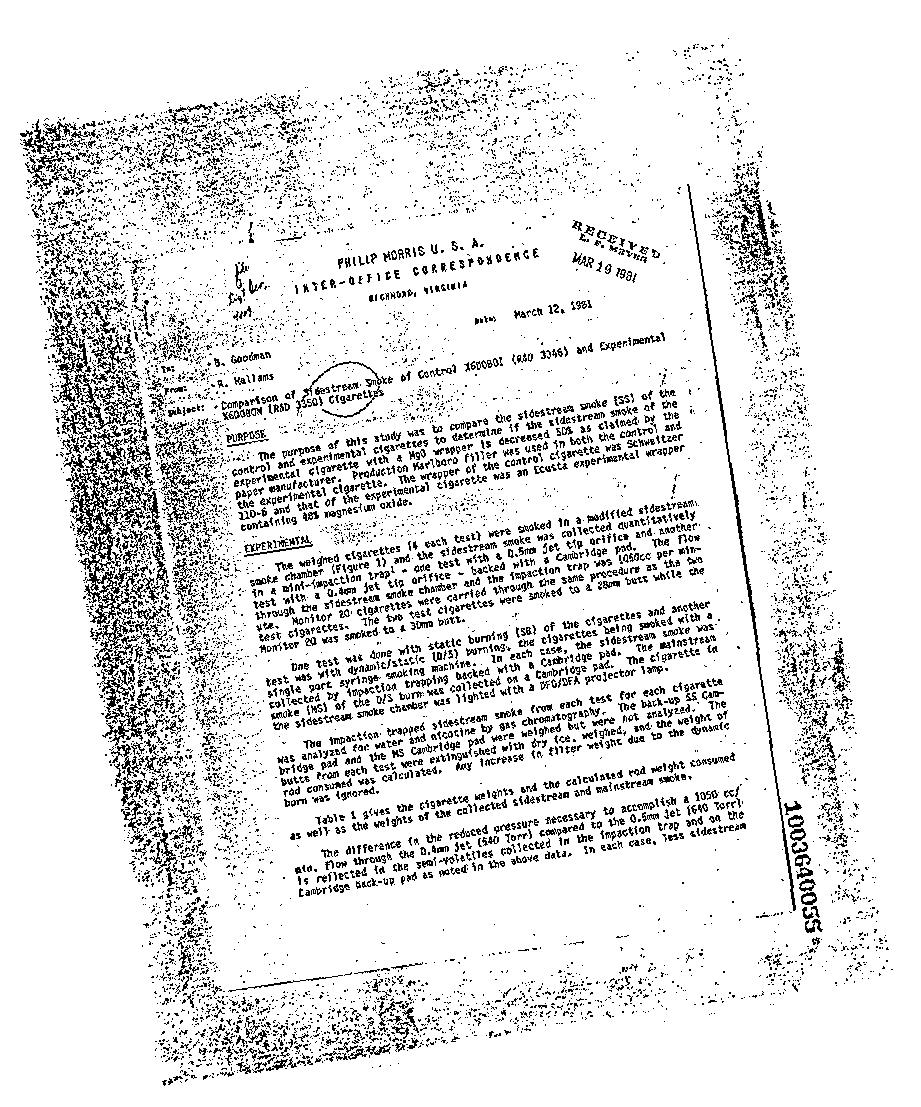 PHILIP MORRIS U. S. A.
INTER-OFFICE CORRESPONDENCE
RICHMOND, VIRGINIA
RECEIVED
MAR 19 1981
Date: March 12, 1981
To: - B. Goodman
From: - R. Hallams
Subject: - Comparison of Sidestream Smoke of Control X6D0BOI (RAD 3346) and Experimental
X6D0BOW (RAD 3550) Cigarettes
PURPOSE
The purpose of this study was to compare the sidestream smoke (SS) of the
control and experimental cigarettes to determine if the sidestream smoke of the
experimental cigarette with a MgO wrapper is decreased 50% as claimed by the
paper manufacturer. Production Marlboro filler was used in both the control and
the experimental cigarette. The wrapper of the control cigarette was Schweitzer
and that of the experimental cigarette was an Ecusta experimental wrapper
containing 48% magnesium oxide.
EXPERIMENTAL
The weighed cigarettes (4 each test) were smoked in a modified sidestream
smoke chamber (Figure 1) and the sidestream smoke was collected quantitatively
in a mini-impaction trap - one test with a 0.5mm jet tip orifice and another
test with a 0.4mm jet tip orifice - backed with a Cambridge pad. The flow
through the sidestream smoke chamber and the impaction trap was 1050cc per min-
ute. Monitor 20 cigarettes were carried through the same procedure as the two
test cigarettes. The two test cigarettes were smoked to a 28mm butt while the
Monitor 20 was smoked to a 30mm butt.
One test was done with static burning (SB) of the cigarettes and another
test was with dynamic/static (D/S) burning, the cigarettes being smoked with a
single port syringe smoking machine. In each case, the sidestream smoke was
collected by impaction trapping backed with a Cambridge pad. The mainstream
smoke (MS) of the D/S burn was collected on a Cambridge pad. The cigarette in
the sidestream smoke chamber was lighted with a DFG/DFA projector lamp.
The impaction trapped sidestream smoke from each test for each cigarette
was analyzed for water and nicotine by gas chromatography. The back-up SS Cam-
bridge pad and the MS Cambridge pad were weighed but were not analyzed. The
butts from each test were extinguished with dry ice, weighed, and the weight of
rod consumed was calculated. Any increase in filter weight due to the dynamic
burn was ignored.
Table 1 gives the cigarette weights and the calculated rod weight consumed
as well as the weights of the collected sidestream and mainstream smoke.
The difference in the reduced pressure necessary to accomplish a 1050 cc/
min. flow through the 0.4mm jet (540 Torr) compared to the 0.5mm jet (640 Torr)
is reflected in the semi-volatiles collected in the impaction trap and on the
Cambridge back-up pad as noted in the above data. In each case, less sidestream
1003640055